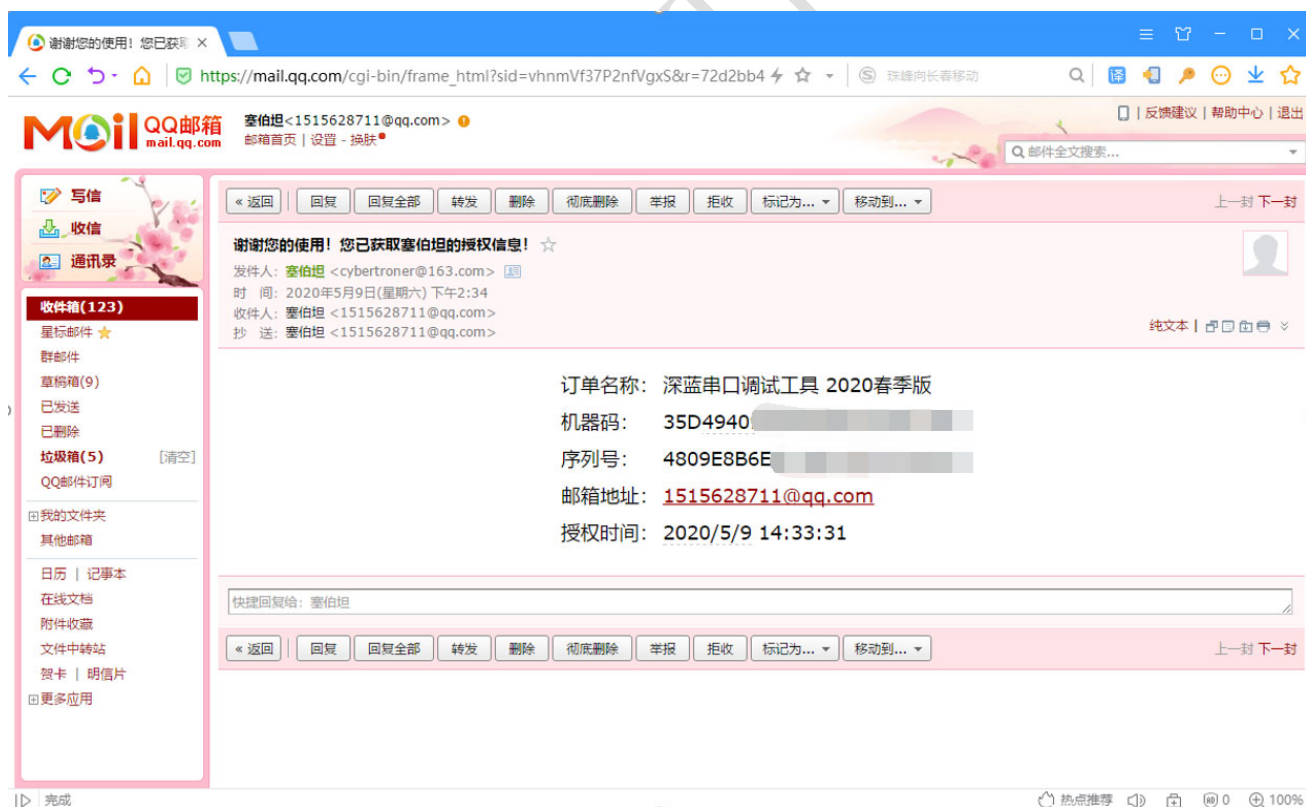 谢谢您的使用！您已获
https://mail.qq.com/cgi-bin/frame_html?sid=vhnmVf37P2nfVgxS&r=72d2bb4
珠峰向长春移动
译
MAil QQ邮箱
mail.qq.com
塞伯坦<1515628711@qq.com>
邮箱首页 | 设置 - 换肤
| 反馈建议 | 帮助中心 | 退出
邮件全文搜索...
写信
收信
通讯录
« 返回 回复 回复全部 转发 删除 彻底删除 举报 拒收 标记为... 移动到... 上一封 下一封
谢谢您的使用！您已获取塞伯坦的授权信息！
发件人：塞伯坦 <cybertroner@163.com>
时 间：2020年5月9日(星期六) 下午2:34
收件人：塞伯坦 <1515628711@qq.com>
抄 送：塞伯坦 <1515628711@qq.com>
纯文本 |
收件箱(123)
星标邮件
群邮件
草稿箱(9)
已发送
已删除
垃圾箱(5) [清空]
QQ邮件订阅
我的文件夹
其他邮箱
日历 | 记事本
在线文档
附件收藏
文件中转站
贺卡 | 明信片
更多应用
订单名称： 深蓝串口调试工具 2020春季版
机器码： 35D4940
序列号： 4809E8B6E
邮箱地址： 1515628711@qq.com
授权时间： 2020/5/9 14:33:31
快捷回复给：塞伯坦
« 返回 回复 回复全部 转发 删除 彻底删除 举报 拒收 标记为... 移动到... 上一封 下一封
完成
热点推荐 0 100%